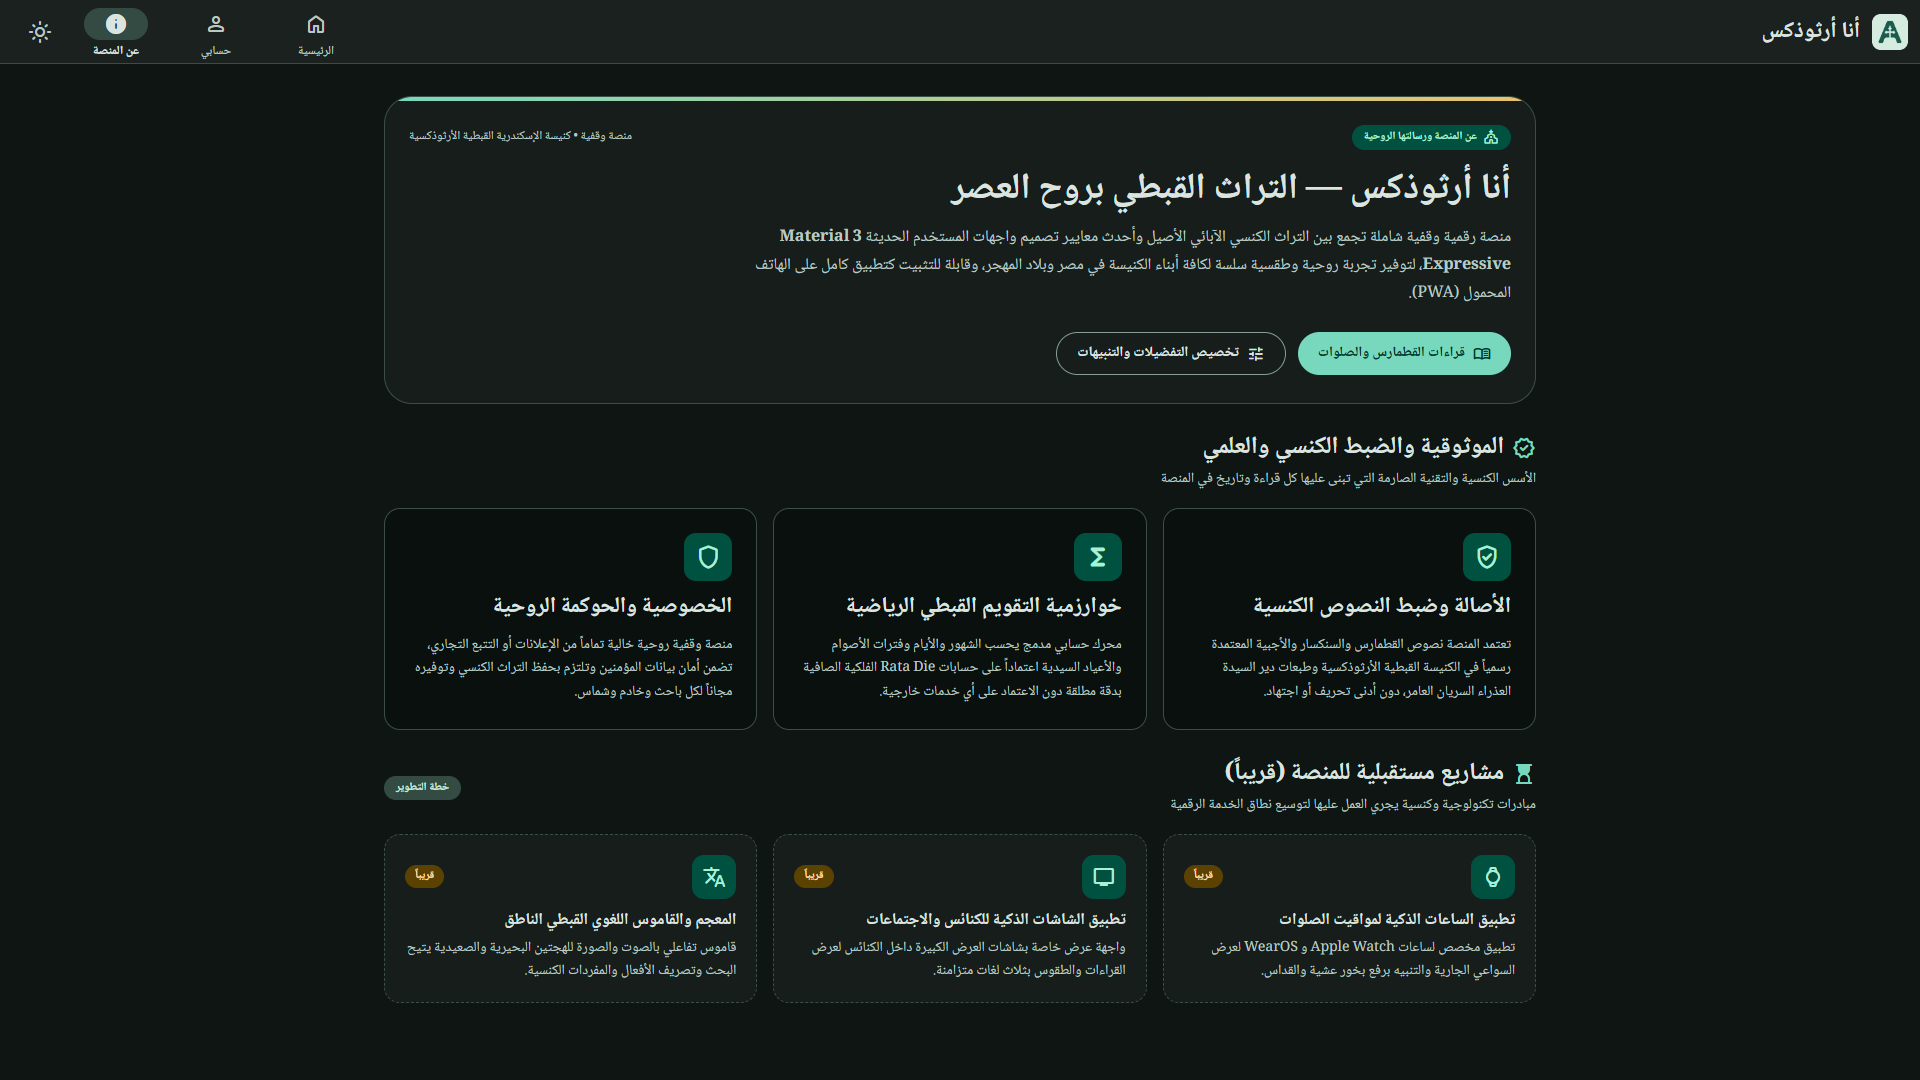 أنا أرثوذكس
الرئيسية
حسابي
عن المنصة
عن المنصة ورسالتها الروحية
منصة وقفية • كنيسة الإسكندرية القبطية الأرثوذكسية
أنا أرثوذكس — التراث القبطي بروح العصر
منصة رقمية وقفية شاملة تجمع بين التراث الكنسي الآبائي الأصيل وأحدث معايير تصميم واجهات المستخدم الحديثة Material 3
Expressive، لتوفير تجربة روحية وطقسية سلسة لكافة أبناء الكنيسة في مصر وبلاد المهجر، وقابلة للتثبيت كتطبيق كامل على الهاتف
المحمول (PWA).
قراءات القطمارس والصلوات
تخصيص التفضيلات والتنبيهات
الموثوقية والضبط الكنسي والعلمي
الأسس الكنسية والتقنية الصارمة التي تبنى عليها كل قراءة وتاريخ في المنصة
الأصالة وضبط النصوص الكنسية
تعتمد المنصة نصوص القطمارس والسنكسار والأجبية المعتمدة
رسمياً في الكنيسة القبطية الأرثوذكسية وطبعات دير السيدة
العذراء السريان العامر، دون أدنى تحريف أو اجتهاد.
خوارزمية التقويم القبطي الرياضية
محرك حسابي مدمج يحسب الشهور والأيام وفترات الأصوام
والأعياد السيدية اعتماداً على حسابات Rata Die الفلكية الصافية
بدقة مطلقة دون الاعتماد على أي خدمات خارجية.
الخصوصية والحوكمة الروحية
منصة وقفية روحية خالية تماماً من الإعلانات أو التتبع التجاري،
تضمن أمان بيانات المؤمنين وتلتزم بحفظ التراث الكنسي وتوفيره
مجاناً لكل باحث وخادم وشماس.
مشاريع مستقبلية للمنصة (قريباً)
مبادرات تكنولوجية وكنسية يجري العمل عليها لتوسيع نطاق الخدمة الرقمية
خطة التطوير
قريباً
تطبيق الساعات الذكية لمواقيت الصلوات
تطبيق مخصص لساعات Apple Watch و WearOS لعرض
السواعي الجارية والتنبيه برفع بخور عشية والقداس.
قريباً
تطبيق الشاشات الذكية للكنائس والاجتماعات
واجهة عرض خاصة بشاشات العرض الكبيرة داخل الكنائس لعرض
القراءات والطقوس بثلاث لغات متزامنة.
قريباً
المعجم والقاموس اللغوي القبطي الناطق
قاموس تفاعلي بالصوت والصورة للهجتين البحيرية والصعيدية يتيح
البحث وتصريف الأفعال والمفردات الكنسية.